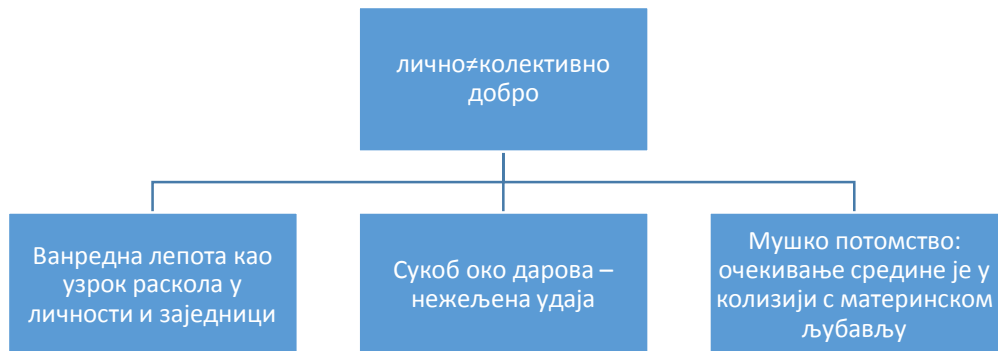 лично≠колективно
добро
Ванредна лепота као
узрок раскола у
личности и заједници
Сукоб око дарова –
нежељена удаја
Мушко потомство:
очекивање средине је у
колизији с материнском
љубављу